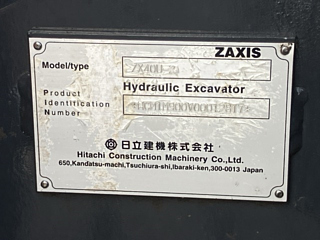 ZAXIS
Model/type
Hydraulic Excavator
Product
Identification
Number
日立建機株式会社
Hitachi Construction Machinery Co.,Ltd.
650,Kandatsu-machi,Tsuchiura-shi,Ibaraki-ken,300-0013 Japan